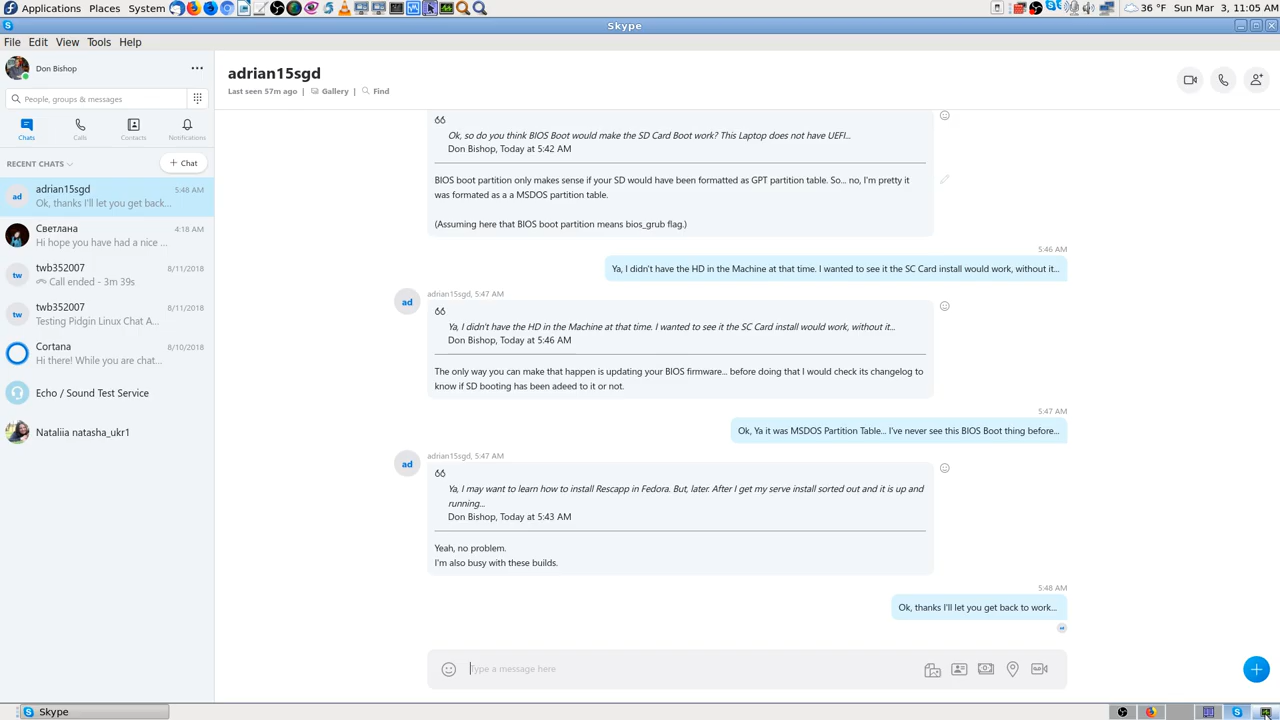 Applications Places System
36 °F Sun Mar 3, 11:05 AM
Skype
File Edit View Tools Help
Don Bishop
People, groups & messages
Chats Calls Contacts Notifications
RECENT CHATS
+ Chat
ad
adrian15sgd 5:48 AM
Ok, thanks I'll let you get back...
Светлана 4:18 AM
Hi hope you have had a nice ...
tw
twb352007 8/11/2018
Call ended - 3m 39s
tw
twb352007 8/11/2018
Testing Pidgin Linux Chat A...
Cortana 8/10/2018
Hi there! While you are chat...
Echo / Sound Test Service
Nataliia natasha_ukr1
adrian15sgd
Last seen 57m ago | Gallery | Find
Ok, so do you think BIOS Boot would make the SD Card Boot work? This Laptop does not have UEFI...
Don Bishop, Today at 5:42 AM
BIOS boot partition only makes sense if your SD would have been formatted as GPT partition table. So... no, I'm pretty it
was formated as a a MSDOS partition table.
(Assuming here that BIOS boot partition means bios_grub flag.)
5:46 AM
Ya, I didn't have the HD in the Machine at that time. I wanted to see it the SC Card install would work, without it...
adrian15sgd, 5:47 AM
ad
Ya, I didn't have the HD in the Machine at that time. I wanted to see it the SC Card install would work, without it...
Don Bishop, Today at 5:46 AM
The only way you can make that happen is updating your BIOS firmware... before doing that I would check its changelog to
know if SD booting has been adeed to it or not.
5:47 AM
Ok, Ya it was MSDOS Partition Table... I've never see this BIOS Boot thing before...
adrian15sgd, 5:47 AM
ad
Ya, I may want to learn how to install Rescapp in Fedora. But, later. After I get my serve install sorted out and it is up and
running...
Don Bishop, Today at 5:43 AM
Yeah, no problem.
I'm also busy with these builds.
5:48 AM
Ok, thanks I'll let you get back to work...
ad
Type a message here
Skype